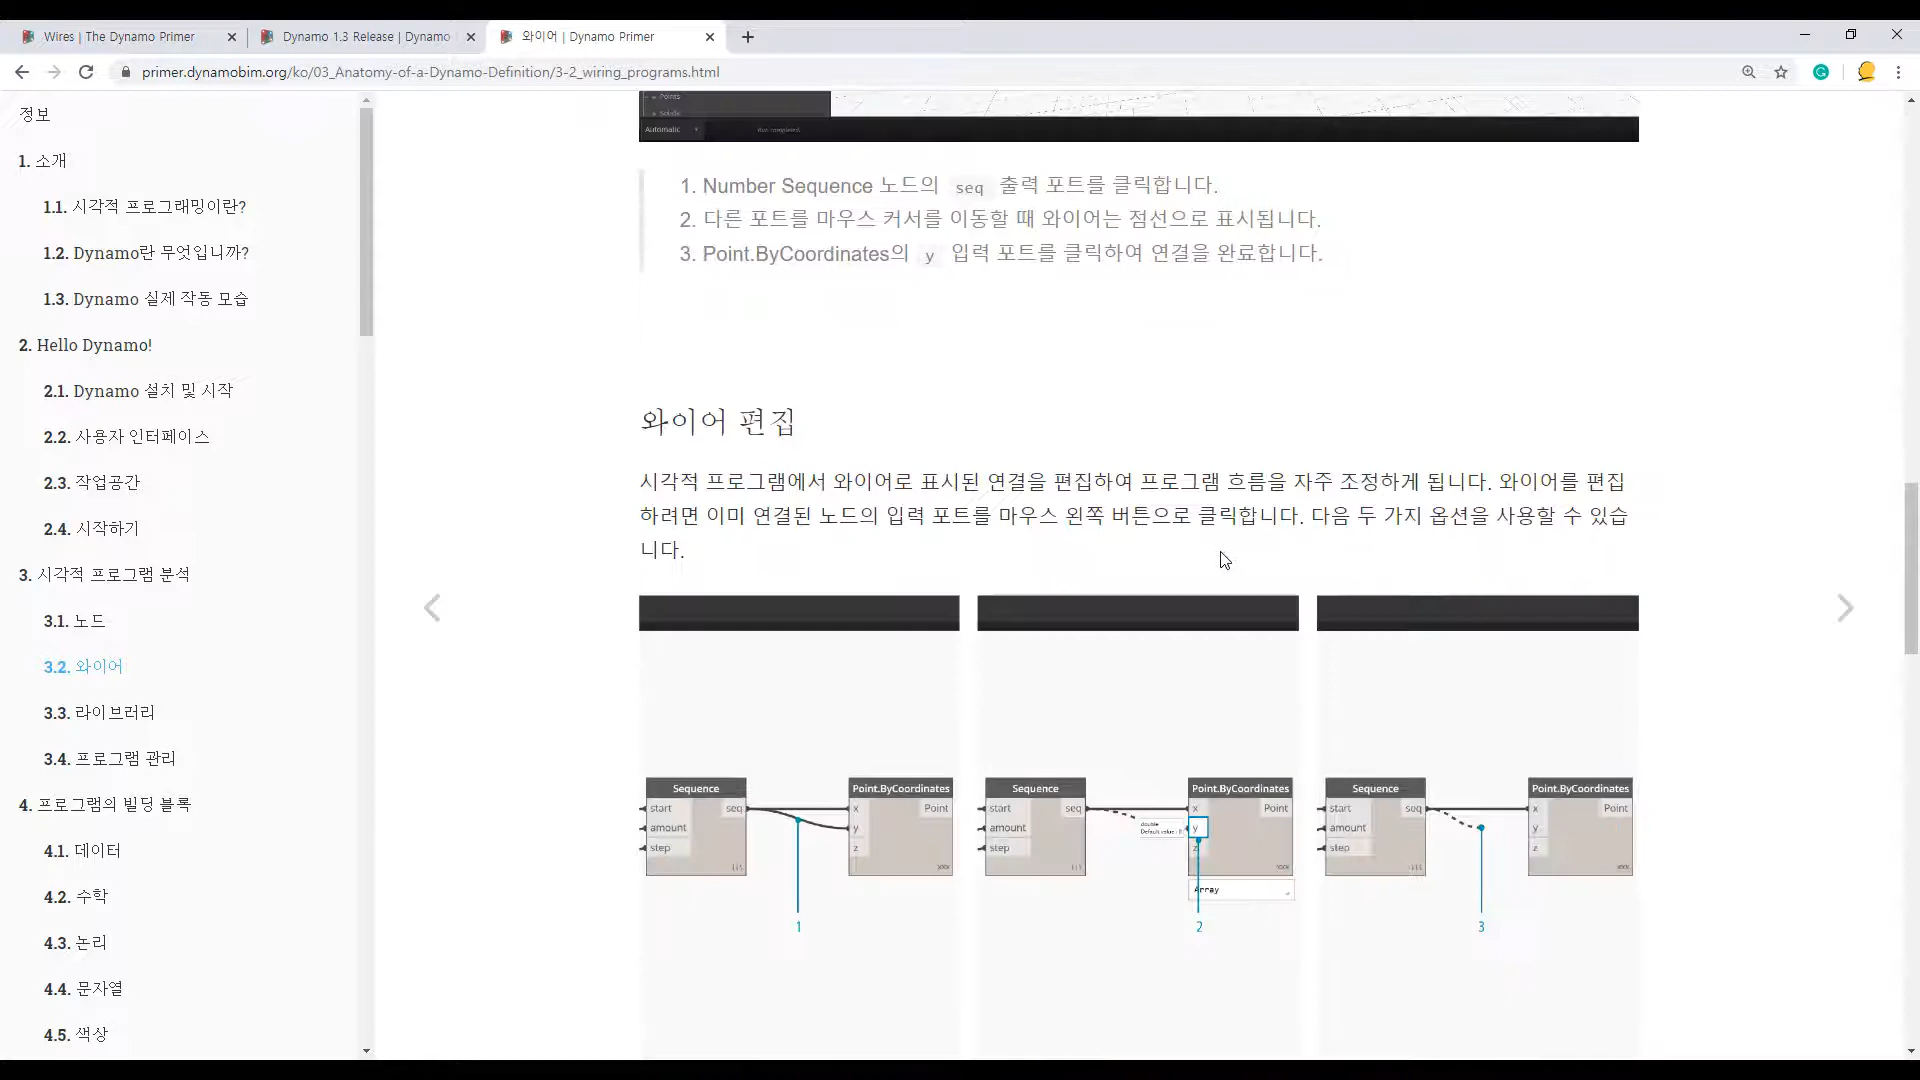 Wires | The Dynamo Primer
Dynamo 1.3 Release | Dynamo
와이어 | Dynamo Primer
primer.dynamobim.org/ko/03_Anatomy-of-a-Dynamo-Definition/3-2_wiring_programs.html
정보
1. 소개
1.1. 시각적 프로그래밍이란?
1.2. Dynamo란 무엇입니까?
1.3. Dynamo 실제 작동 모습
2. Hello Dynamo!
2.1. Dynamo 설치 및 시작
2.2. 사용자 인터페이스
2.3. 작업공간
2.4. 시작하기
3. 시각적 프로그램 분석
3.1. 노드
3.2. 와이어
3.3. 라이브러리
3.4. 프로그램 관리
4. 프로그램의 빌딩 블록
4.1. 데이터
4.2. 수학
4.3. 논리
4.4. 문자열
4.5. 색상
Points
Solids
Automatic
Run completed.
1. Number Sequence 노드의 seq 출력 포트를 클릭합니다.
2. 다른 포트를 마우스 커서를 이동할 때 와이어는 점선으로 표시됩니다.
3. Point.ByCoordinates의 y 입력 포트를 클릭하여 연결을 완료합니다.
와이어 편집
시각적 프로그램에서 와이어로 표시된 연결을 편집하여 프로그램 흐름을 자주 조정하게 됩니다. 와이어를 편집
하려면 이미 연결된 노드의 입력 포트를 마우스 왼쪽 버튼으로 클릭합니다. 다음 두 가지 옵션을 사용할 수 있습
니다.
Sequence
start seq
amount
step
Point.ByCoordinates
x Point
y
z
xxx
1
Sequence
start seq
amount
step
double
Default value :
Point.ByCoordinates
x Point
y
z
xxx
Array
2
Sequence
start seq
amount
step
Point.ByCoordinates
x Point
y
z
xxx
3